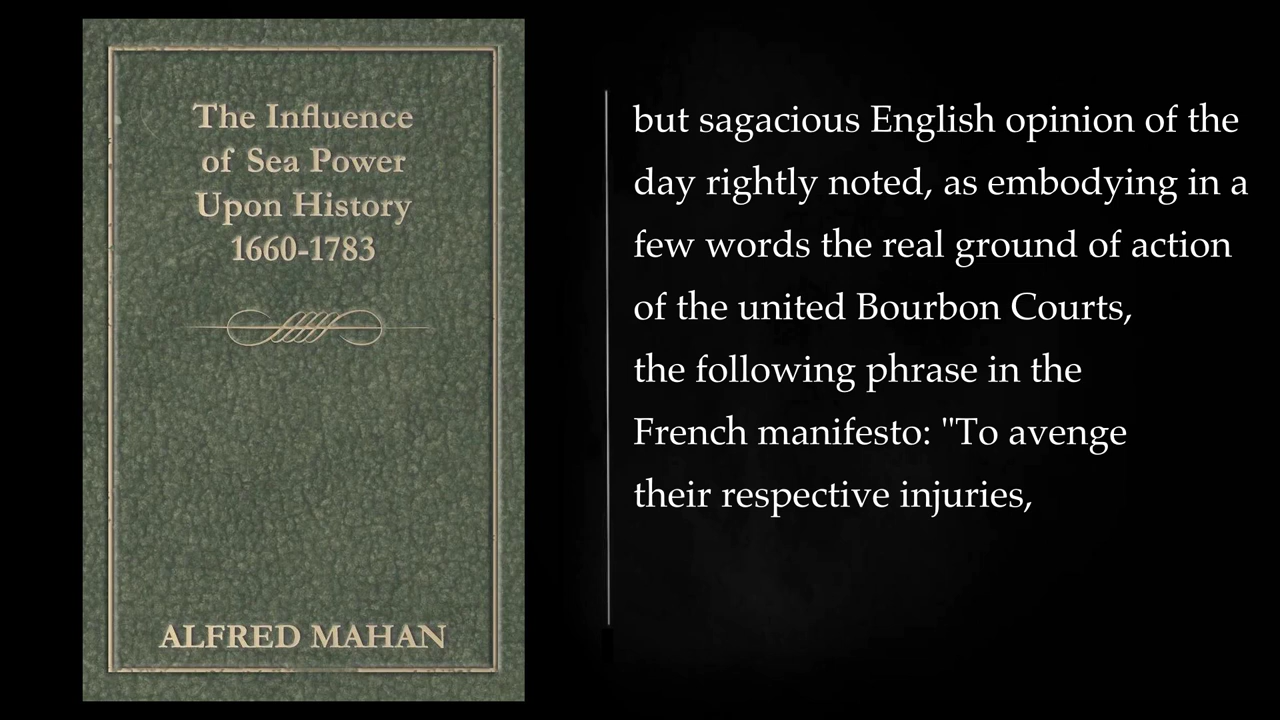 The Influence
of Sea Power
Upon History
1660-1783
ALFRED MAHAN
but sagacious English opinion of the
day rightly noted, as embodying in a
few words the real ground of action
of the united Bourbon Courts,
the following phrase in the
French manifesto: "To avenge
their respective injuries,